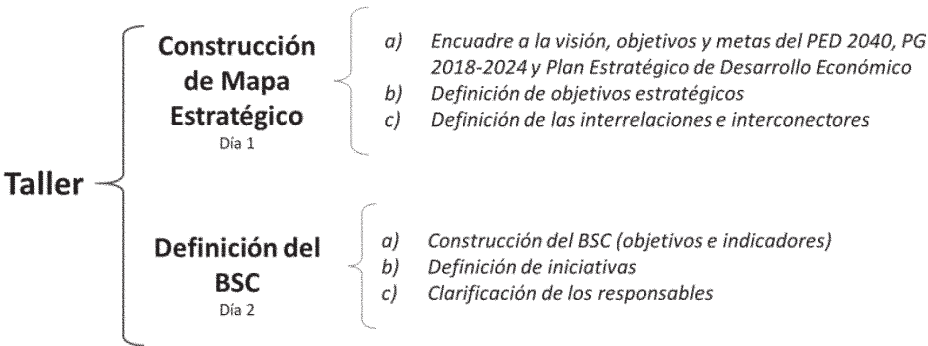 Taller
Construcción
de Mapa
Estratégico
Día 1
a) Encuadre a la visión, objetivos y metas del PED 2040, PG
2018-2024 y Plan Estratégico de Desarrollo Económico
b) Definición de objetivos estratégicos
c) Definición de las interrelaciones e interconectores
Definición del
BSC
Día 2
a) Construcción del BSC (objetivos e indicadores)
b) Definición de iniciativas
c) Clarificación de los responsables